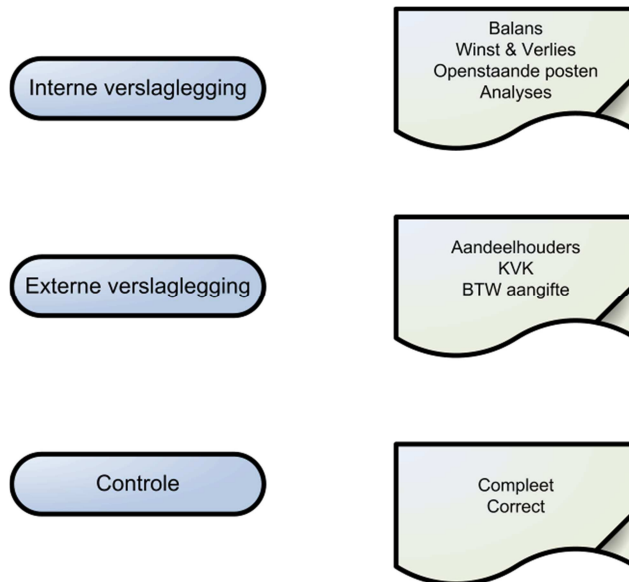 Interne verslaglegging
Balans
Winst & Verlies
Openstaande posten
Analyses
Externe verslaglegging
Aandeelhouders
KVK
BTW aangifte
Controle
Compleet
Correct